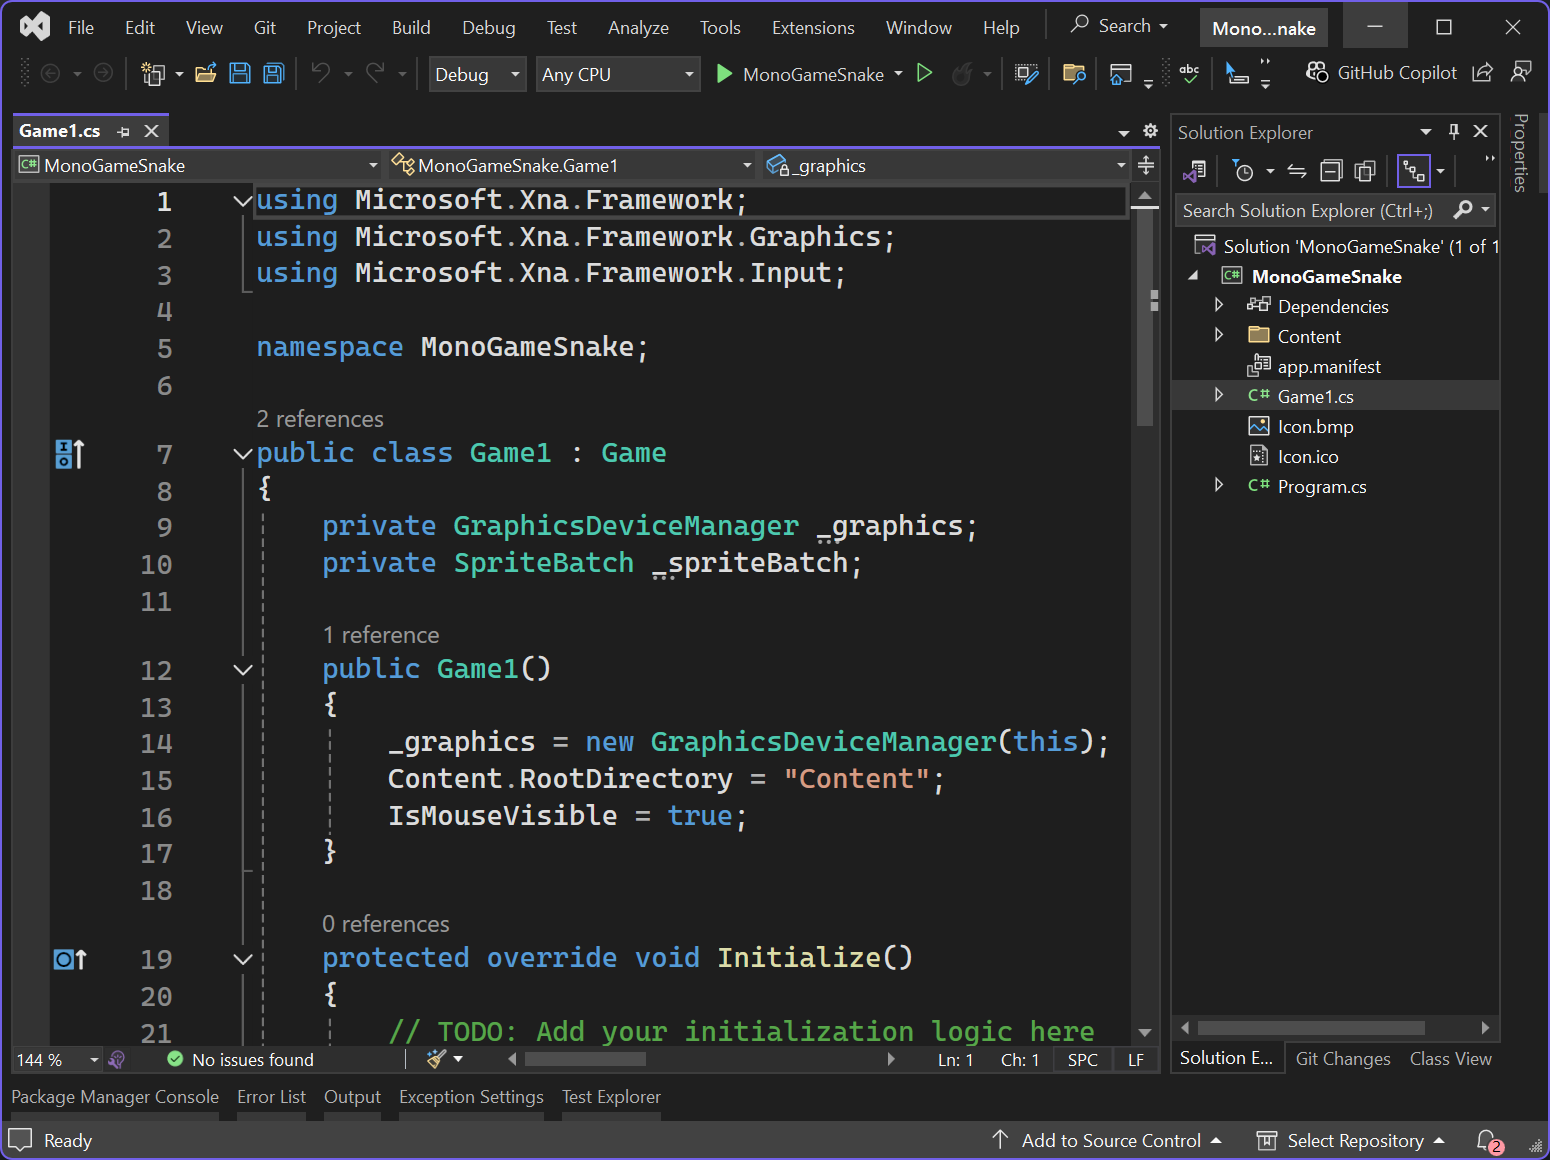 File Edit View Git Project Build Debug Test Analyze Tools Extensions Window Help Search Mono...nake
Debug Any CPU MonoGameSnake abc GitHub Copilot
Game1.cs
MonoGameSnake MonoGameSnake.Game1 _graphics
1 using Microsoft.Xna.Framework;
2 using Microsoft.Xna.Framework.Graphics;
3 using Microsoft.Xna.Framework.Input;
4
5 namespace MonoGameSnake;
6
2 references
7 public class Game1 : Game
8 {
9 private GraphicsDeviceManager _graphics;
10 private SpriteBatch _spriteBatch;
11
1 reference
12 public Game1()
13 {
14 _graphics = new GraphicsDeviceManager(this);
15 Content.RootDirectory = "Content";
16 IsMouseVisible = true;
17 }
18
0 references
19 protected override void Initialize()
20 {
21 // TODO: Add your initialization logic here
144 % No issues found Ln: 1 Ch: 1 SPC LF
Solution Explorer
Search Solution Explorer (Ctrl+;)
Solution 'MonoGameSnake' (1 of 1
C# MonoGameSnake
Dependencies
Content
app.manifest
C# Game1.cs
Icon.bmp
Icon.ico
C# Program.cs
Solution E... Git Changes Class View
Properties
Package Manager Console Error List Output Exception Settings Test Explorer
Ready Add to Source Control Select Repository 2